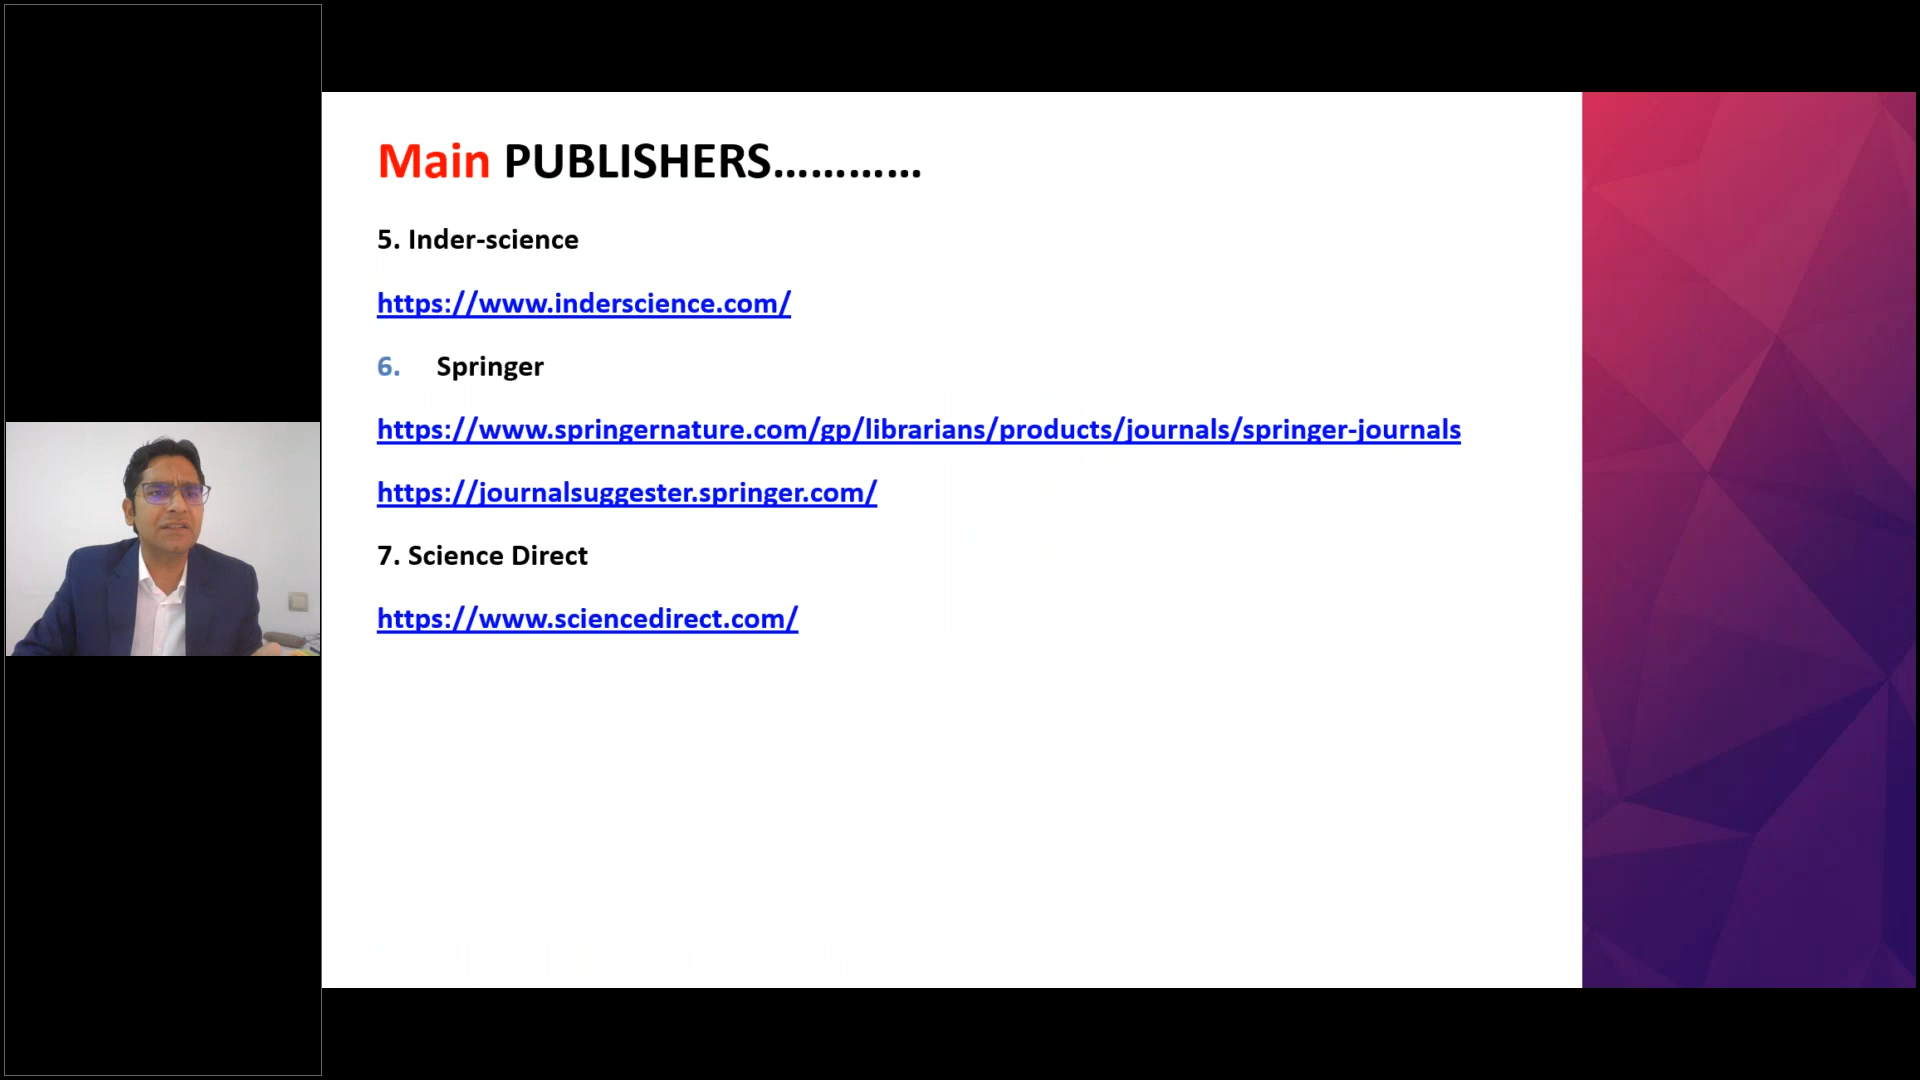 Main PUBLISHERS…………
5. Inder-science
https://www.inderscience.com/
6. Springer
https://www.springernature.com/gp/librarians/products/journals/springer-journals
https://journalsuggester.springer.com/
7. Science Direct
https://www.sciencedirect.com/